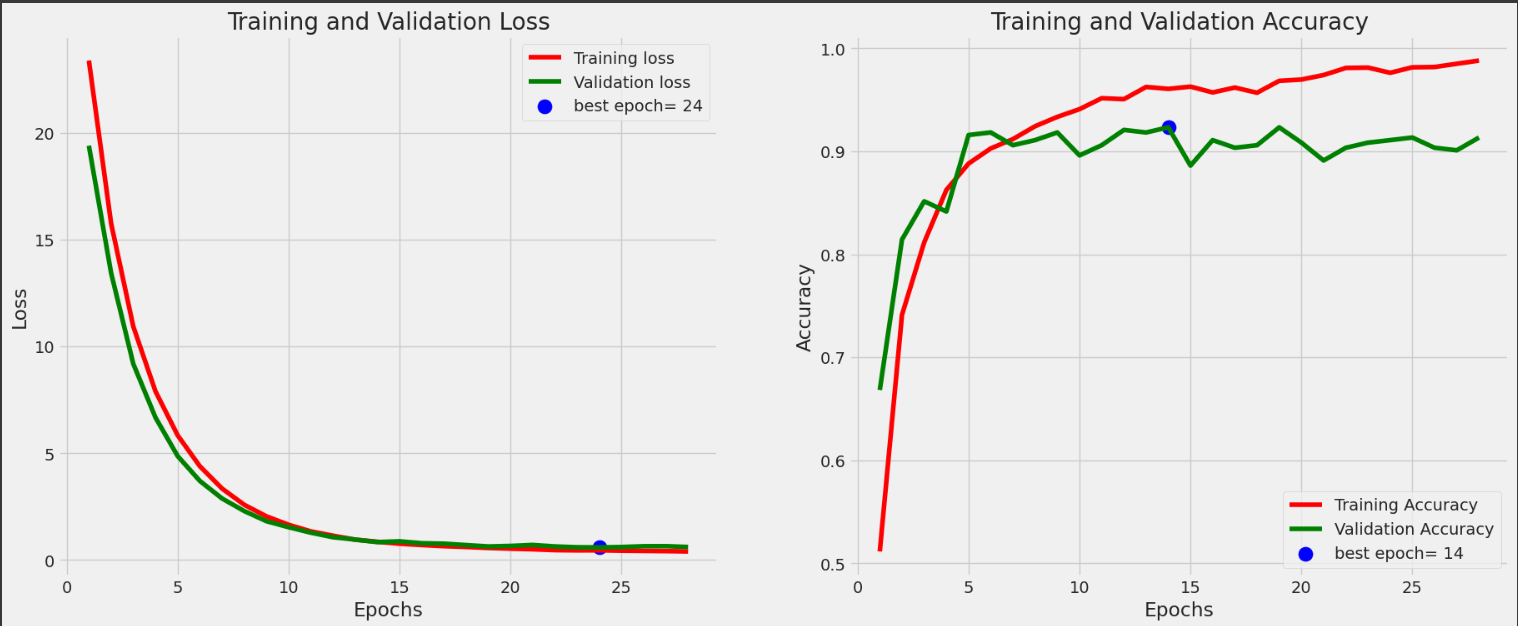 Training and Validation Loss
Training loss
Validation loss
best epoch= 24
Loss
20
15
10
5
0
0 5 10 15 20 25
Epochs
Training and Validation Accuracy
Accuracy
1.0
0.9
0.8
0.7
0.6
0.5
Training Accuracy
Validation Accuracy
best epoch= 14
0 5 10 15 20 25
Epochs